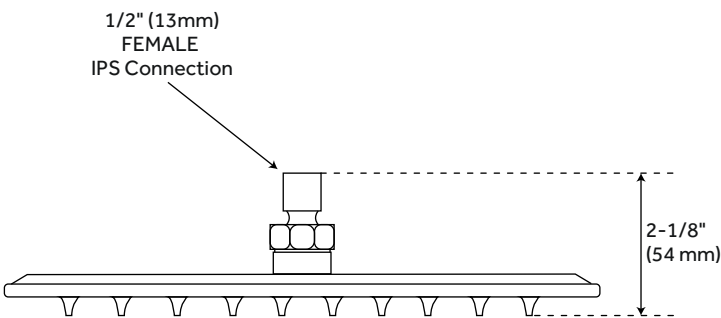 1/2" (13mm)
FEMALE
IPS Connection
2-1/8"
(54 mm)